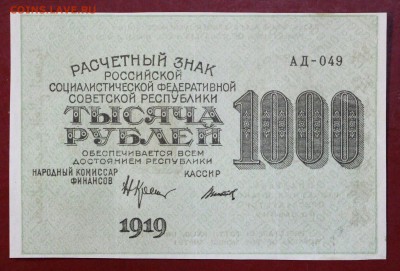 COINS.LAVE.RU
РАСЧЕТНЫЙ ЗНАК
РОССИЙСКОЙ
СОЦИАЛИСТИЧЕСКОЙ ФЕДЕРАТИВНОЙ
СОВЕТСКОЙ РЕСПУБЛИКИ
АД-049
ТЫСЯЧА
РУБЛЕЙ
1000
ОБЕСПЕЧИВАЕТСЯ ВСЕМ
ДОСТОЯНИЕМ РЕСПУБЛИКИ
НАРОДНЫЙ КОМИССАР
ФИНАНСОВ
КАССИР
1919